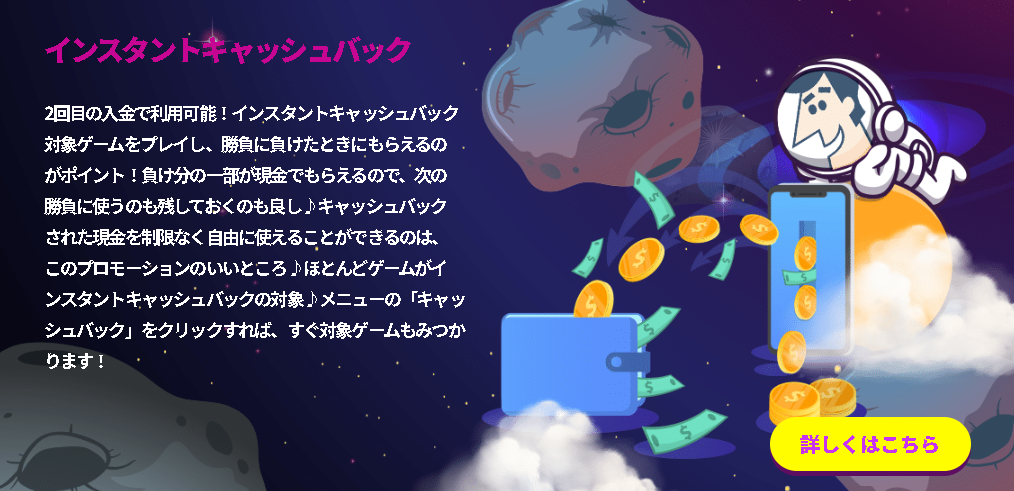 インスタントキャッシュバック
2回目の入金で利用可能！インスタントキャッシュバック
対象ゲームをプレイし、勝負に負けたときにもらえるの
がポイント！負け分の一部が現金でもらえるので、次の
勝負に使うのも残しておくのも良し♪キャッシュバック
された現金を制限なく自由に使えることができるのは、
このプロモーションのいいところ♪ほとんどゲームがイ
ンスタントキャッシュバックの対象♪メニューの「キャッ
シュバック」をクリックすれば、すぐ対象ゲームもみつか
ります！
詳しくはこちら